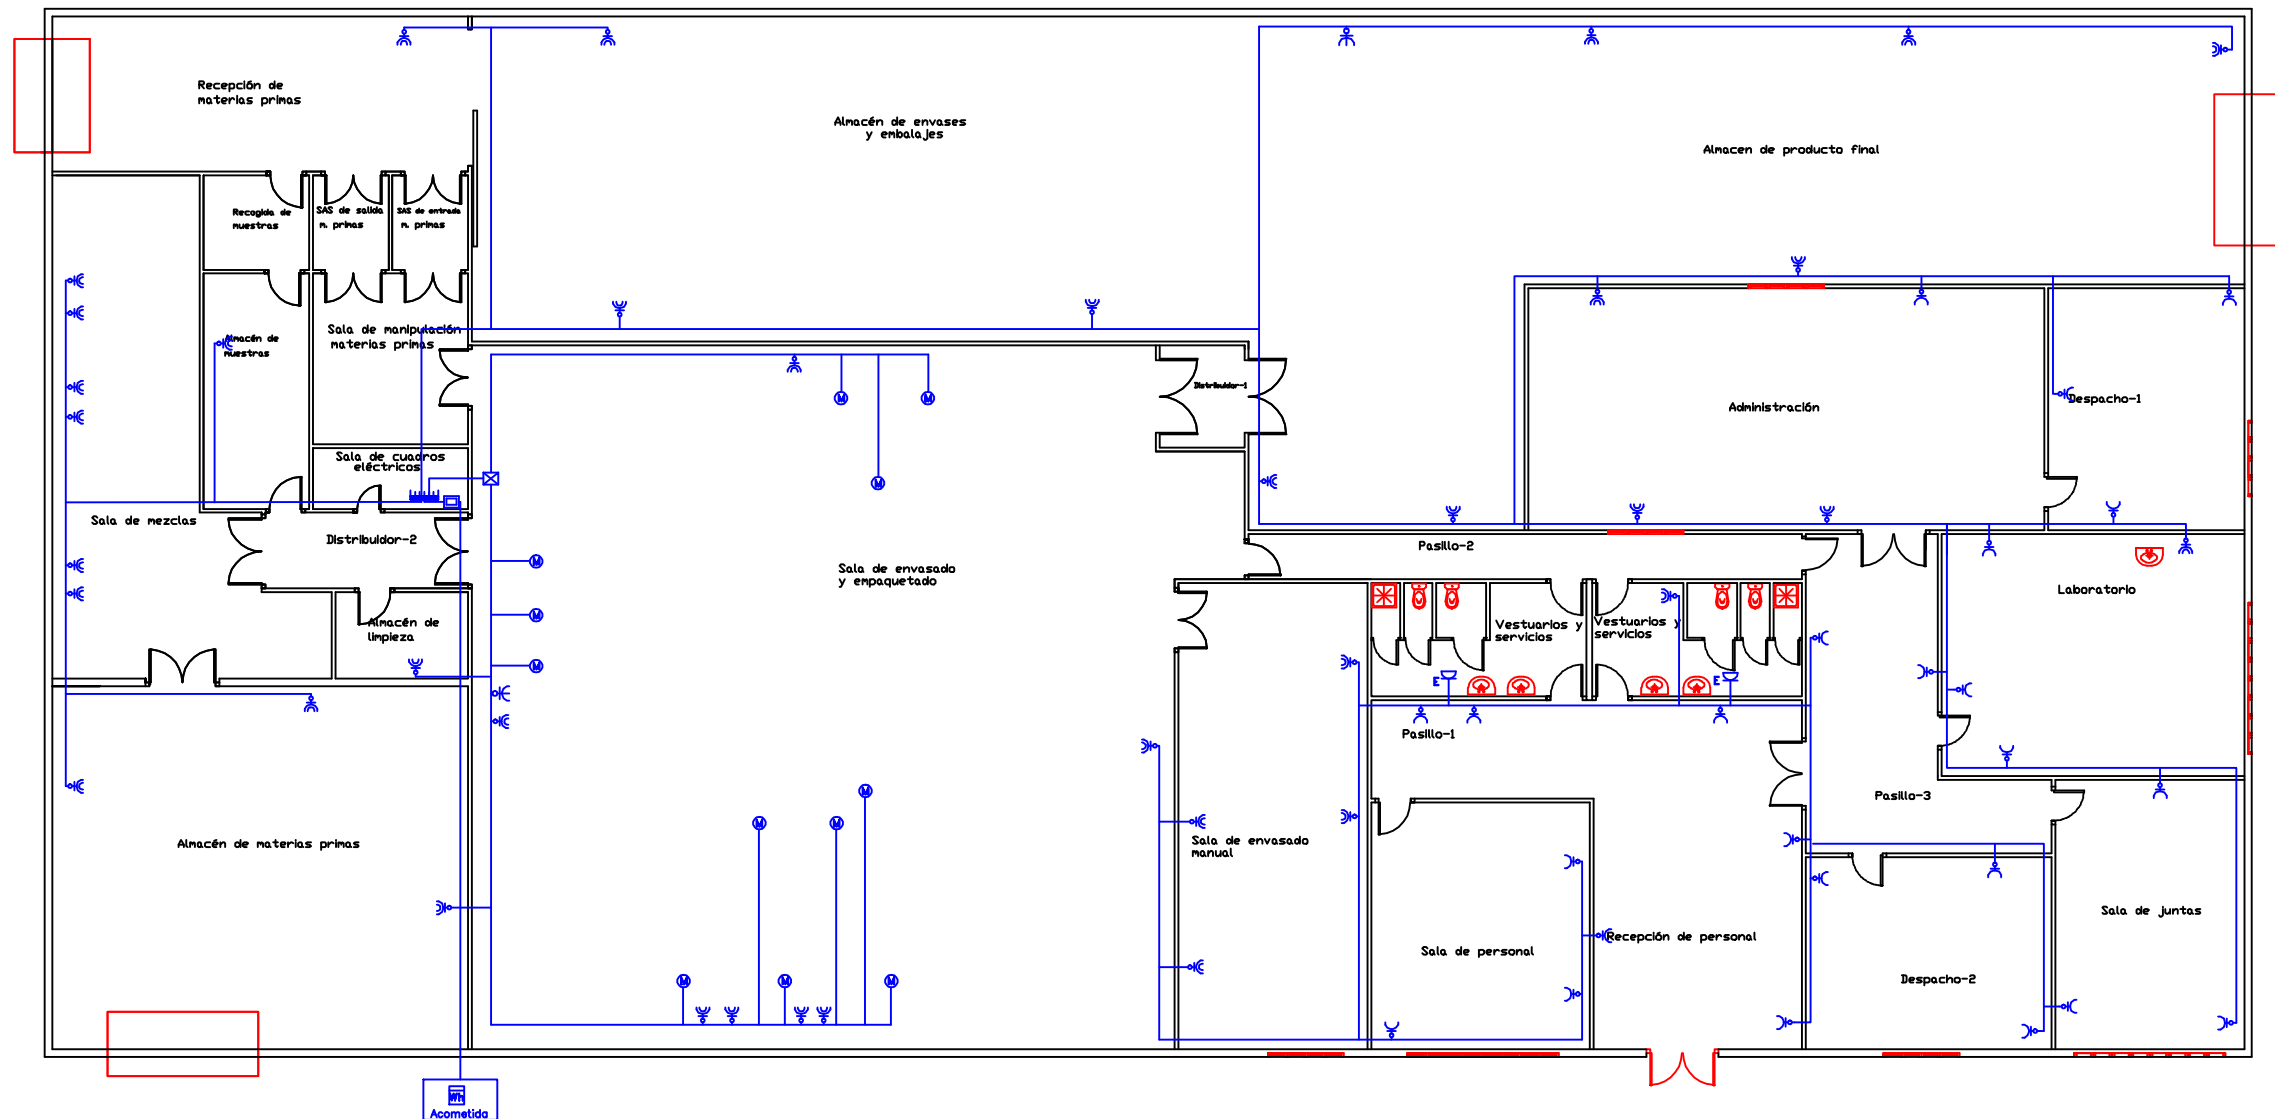 Recepción de
materias primas
Almacén de envases
y embalajes
Almacen de producto final
Recogida de
muestras
SAS de salida
m. primas
SAS de entrada
m. primas
Sala de manipulación
materias primas
Almacén de
muestras
Distribuidor-1
Administración
Despacho-1
M
M
M
Sala de cuadros
eléctricos
Sala de mezclas
Distribuidor-2
Sala de envasado
y empaquetado
Pasillo-2
Laboratorio
M
M
M
Almacén de
limpieza
Vestuarios y
servicios
Vestuarios y
servicios
E
E
Pasillo-1
Pasillo-3
M
M
M
Almacén de materias primas
Sala de envasado
manual
Sala de personal
Recepción de personal
Sala de juntas
Despacho-2
M
M
M
Wh
Acometida